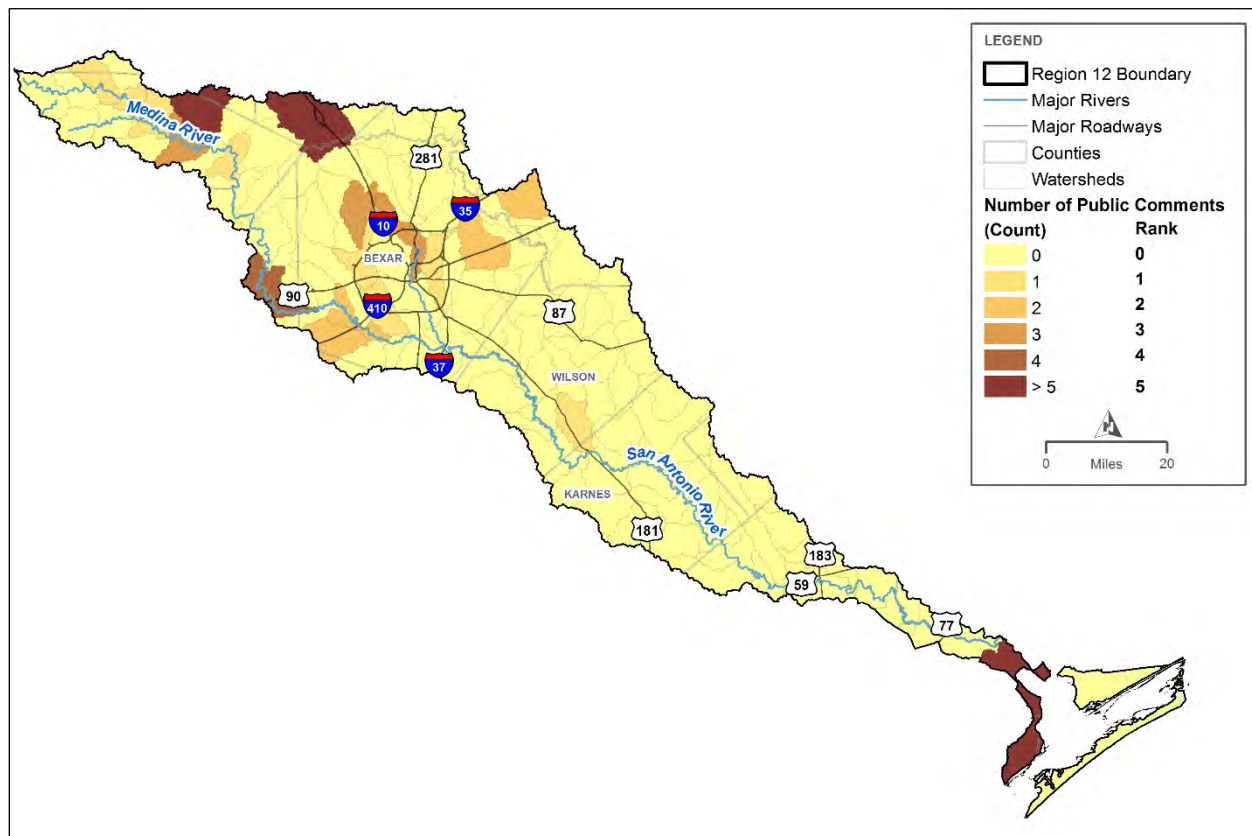 LEGEND
Region 12 Boundary
Major Rivers
Major Roadways
Counties
Watersheds
Number of Public Comments
(Count) Rank
0 0
1 1
2 2
3 3
4 4
> 5 5
N
0 20
Miles
Medina River
281
35
10
BEXAR
90
410
87
37
WILSON
San Antonio River
KARNES
181
183
59
77